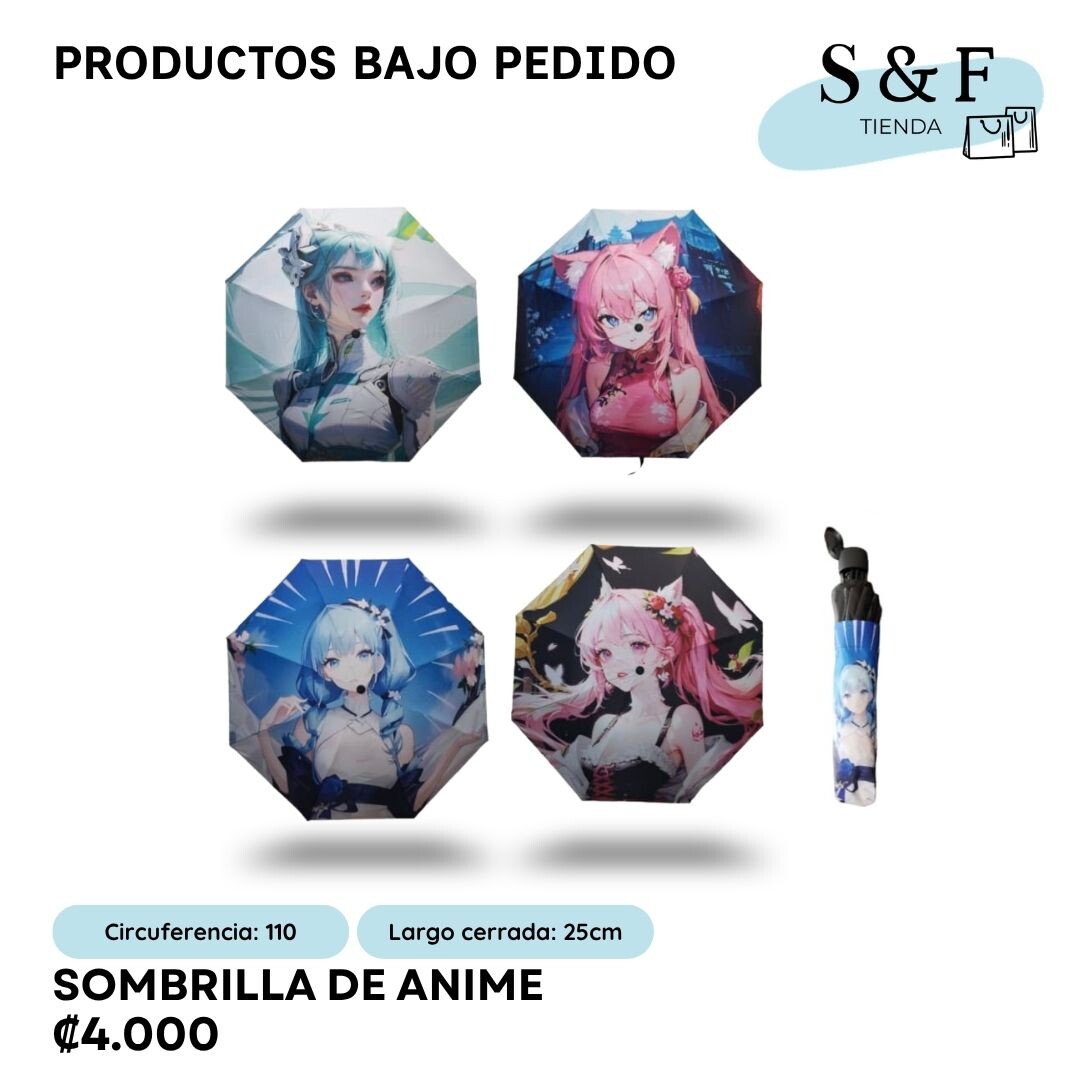 PRODUCTOS BAJO PEDIDO
S & F
TIENDA
Circuferencia: 110
Largo cerrada: 25cm
SOMBRILLA DE ANIME
₡4.000